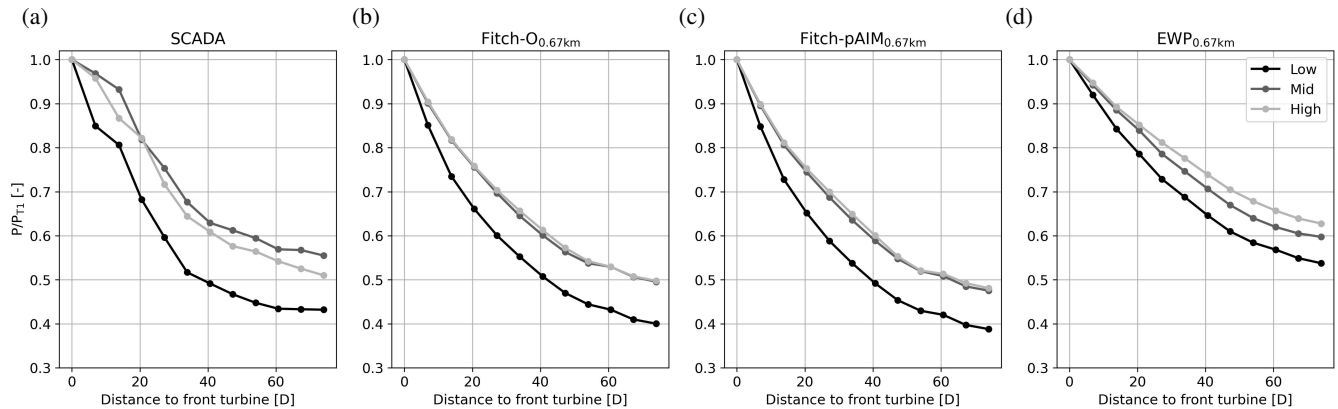 (a) (b) (c) (d)
SCADA Fitch-O0.67km Fitch-pAIM0.67km EWP0.67km
P/PT1 [-]
1.0 1.0 1.0 1.0
Low
Mid
High
0.9 0.9 0.9 0.9
0.8 0.8 0.8 0.8
0.7 0.7 0.7 0.7
0.6 0.6 0.6 0.6
0.5 0.5 0.5 0.5
0.4 0.4 0.4 0.4
0.3 0.3 0.3 0.3
0 20 40 60 0 20 40 60 0 20 40 60 0 20 40 60
Distance to front turbine [D] Distance to front turbine [D] Distance to front turbine [D] Distance to front turbine [D]